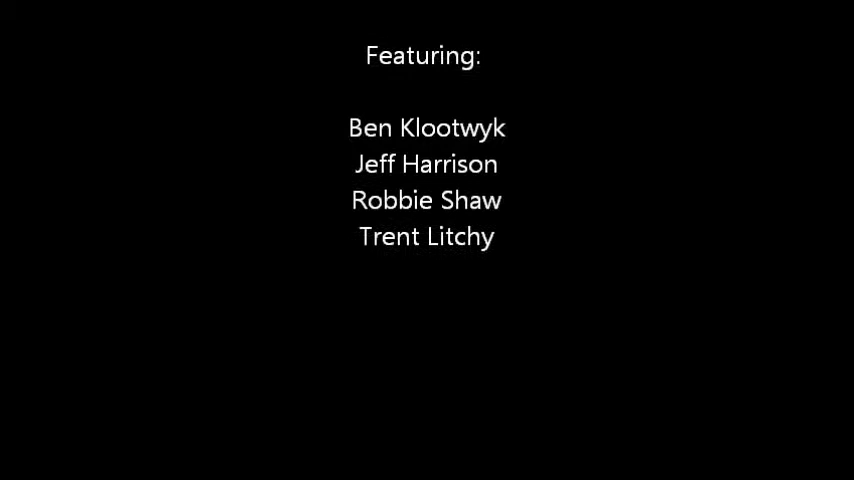 Featuring:
Ben Klootwyk
Jeff Harrison
Robbie Shaw
Trent Litchy